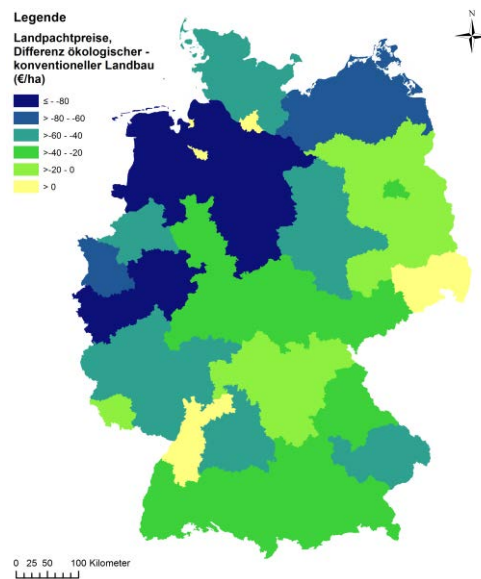 Legende
Landpachtpreise,
Differenz ökologischer -
konventioneller Landbau
(€/ha)
≤ - -80
> -80 - -60
>-60 - -40
>-40 - -20
>-20 - 0
> 0
N
0 25 50 100 Kilometer